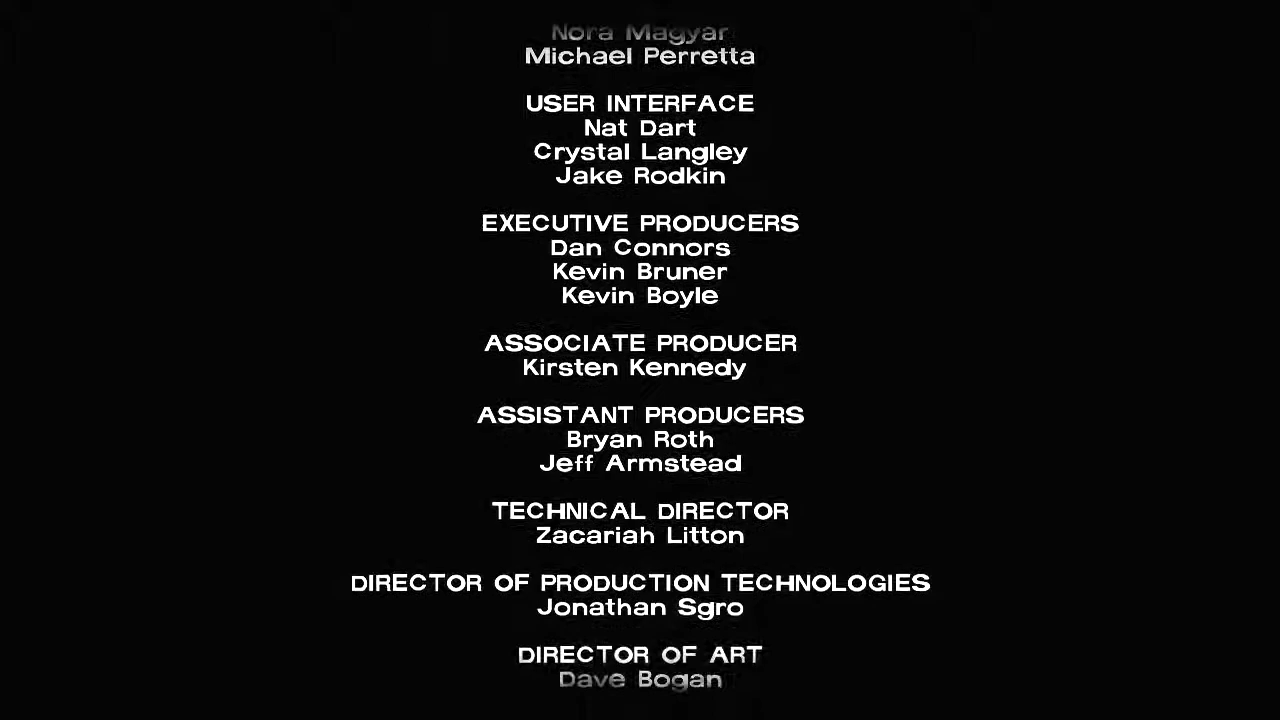 Nora Magyar
Michael Perretta
USER INTERFACE
Nat Dart
Crystal Langley
Jake Rodkin
EXECUTIVE PRODUCERS
Dan Connors
Kevin Bruner
Kevin Boyle
ASSOCIATE PRODUCER
Kirsten Kennedy
ASSISTANT PRODUCERS
Bryan Roth
Jeff Armstead
TECHNICAL DIRECTOR
Zacariah Litton
DIRECTOR OF PRODUCTION TECHNOLOGIES
Jonathan Sgro
DIRECTOR OF ART
Dave Bogan